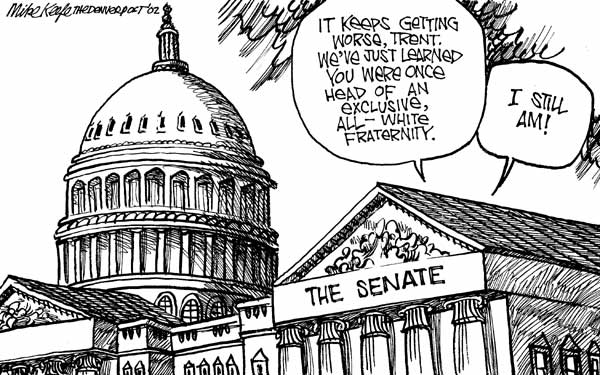 Mike Keefe THE DENVER POST '02
IT KEEPS GETTING
WORSE, TRENT.
WE'VE JUST LEARNED
YOU WERE ONCE
HEAD OF AN
EXCLUSIVE,
ALL-WHITE
FRATERNITY.
I STILL
AM!
THE SENATE